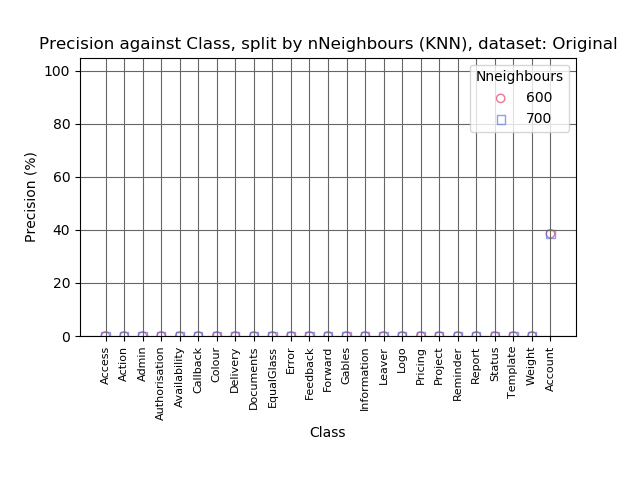 Precision against Class, split by nNeighbours (KNN), dataset: Original
Nneighbours
600
700
100
80
60
40
20
0
Precision (%)
Access
Action
Admin
Authorisation
Availability
Callback
Colour
Delivery
Documents
EqualGlass
Error
Feedback
Forward
Gables
Information
Leaver
Logo
Pricing
Project
Reminder
Report
Status
Template
Weight
Account
Class